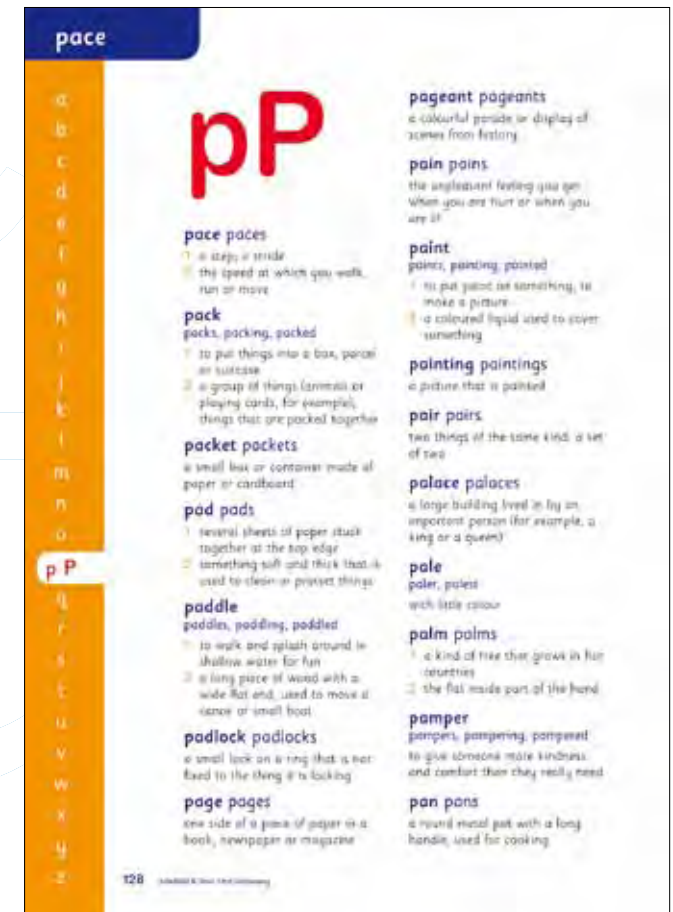 pace
a
b
c
d
e
f
g
h
i
j
k
l
m
n
o
p P
q
r
s
t
u
v
w
x
y
z
pP
pace paces
1 a step; a stride
2 the speed at which you walk,
run or move
pack
packs, packing, packed
1 to put things into a box, parcel
or suitcase
2 a group of things (animals or
playing cards, for example),
things that are packed together
packet packets
a small box or container made of
paper or cardboard
pad pads
1 several sheets of paper stuck
together at the top edge
2 something soft and thick that is
used to clean or protect things
paddle
paddles, paddling, paddled
1 to walk and splash around in
shallow water for fun
2 a long piece of wood with a
wide flat end, used to move a
canoe or small boat
padlock padlocks
a small lock on a ring that is not
fixed to the thing it is locking
page pages
one side of a piece of paper in a
book, newspaper or magazine
pageant pageants
a colourful parade or display of
scenes from history
pain pains
the unpleasant feeling you get
when you are hurt or when you
are ill
paint
paints, painting, painted
1 to put paint on something, to
make a picture
2 a coloured liquid used to cover
something
painting paintings
a picture that is painted
pair pairs
two things of the same kind; a set
of two
palace palaces
a large building lived in by an
important person (for example, a
king or a queen)
pale
paler, palest
with little colour
palm palms
1 a kind of tree that grows in hot
countries
2 the flat inside part of the hand
pamper
pampers, pampering, pampered
to give someone more kindness
and comfort than they really need
pan pans
a round metal pot with a long
handle, used for cooking
128